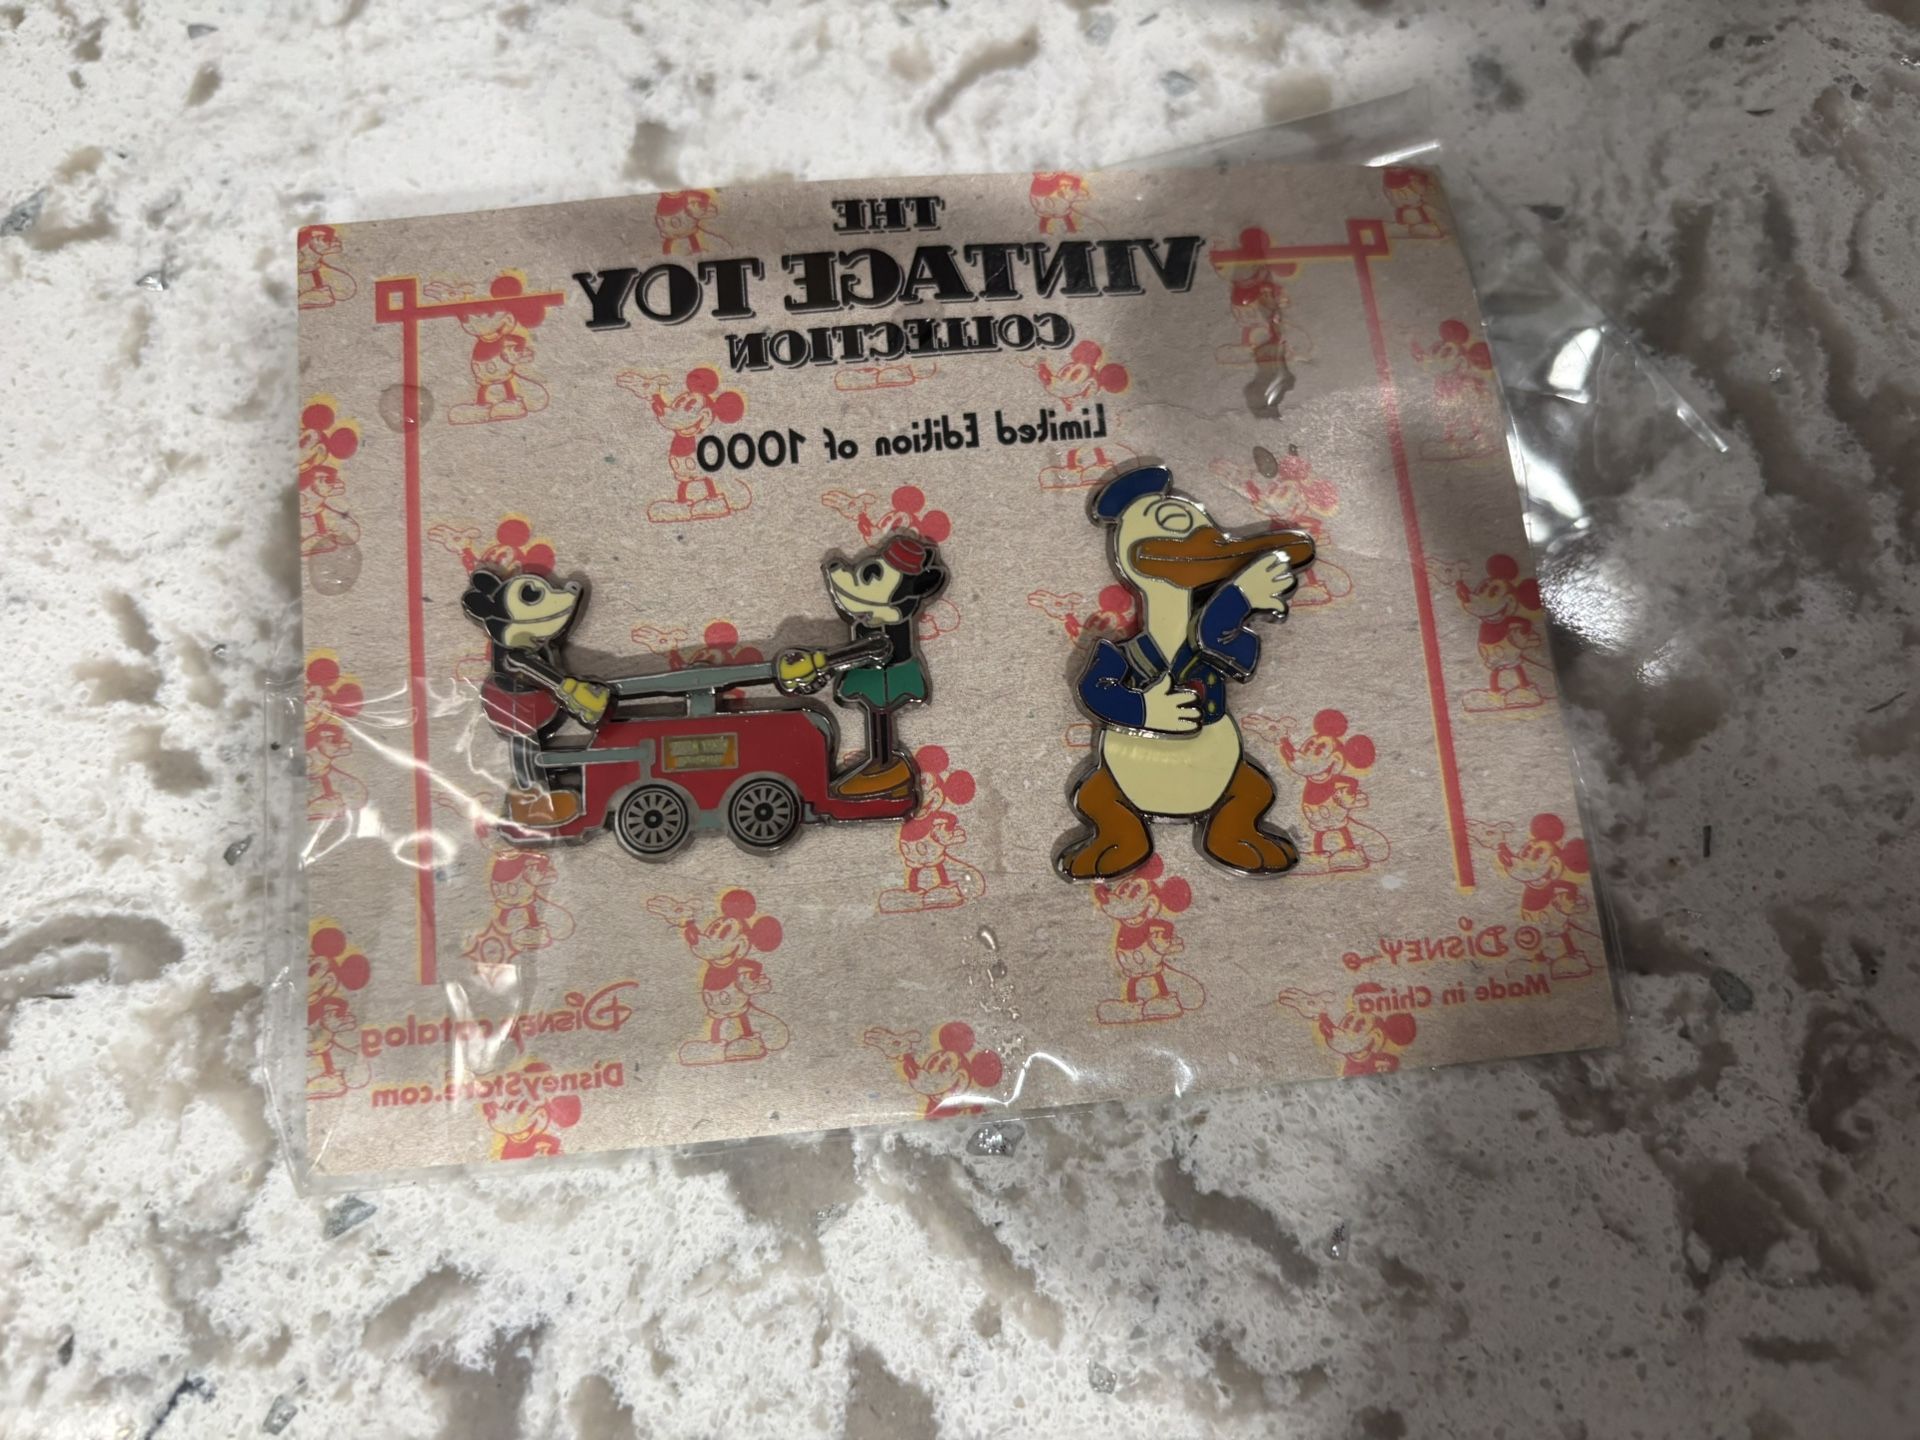 THE
VINTAGE TOY
COLLECTION
Limited Edition of 1000
© DISNEY
Made in China
DISNEY catalog
DisneyStore.com